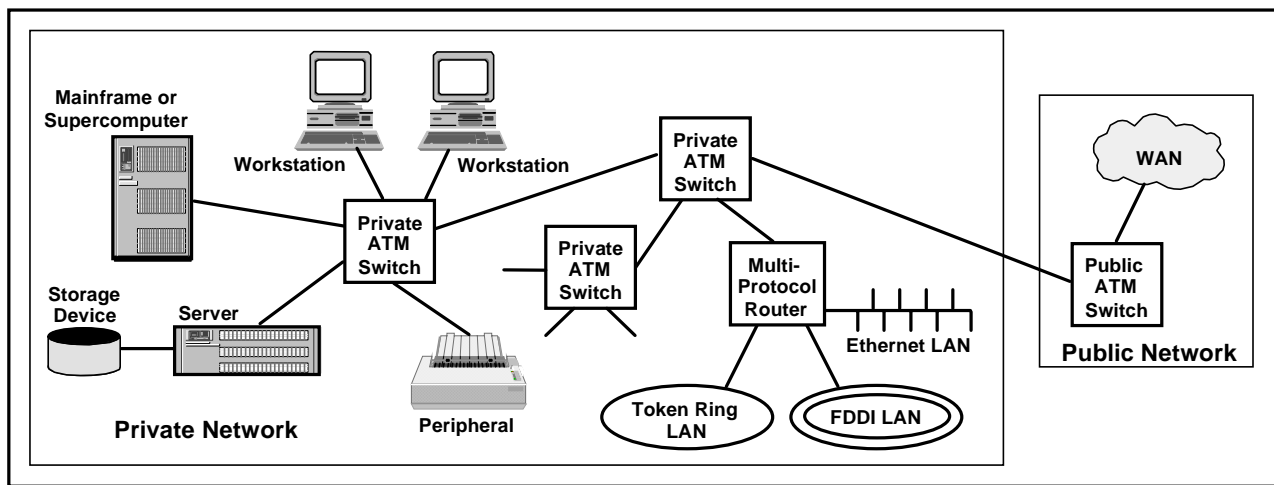 Mainframe or
Supercomputer
Workstation
Workstation
Private
ATM
Switch
Storage
Device
Server
Peripheral
Private Network
Private
ATM
Switch
Private
ATM
Switch
Multi-
Protocol
Router
Ethernet LAN
Token Ring
LAN
FDDI LAN
WAN
Public
ATM
Switch
Public Network